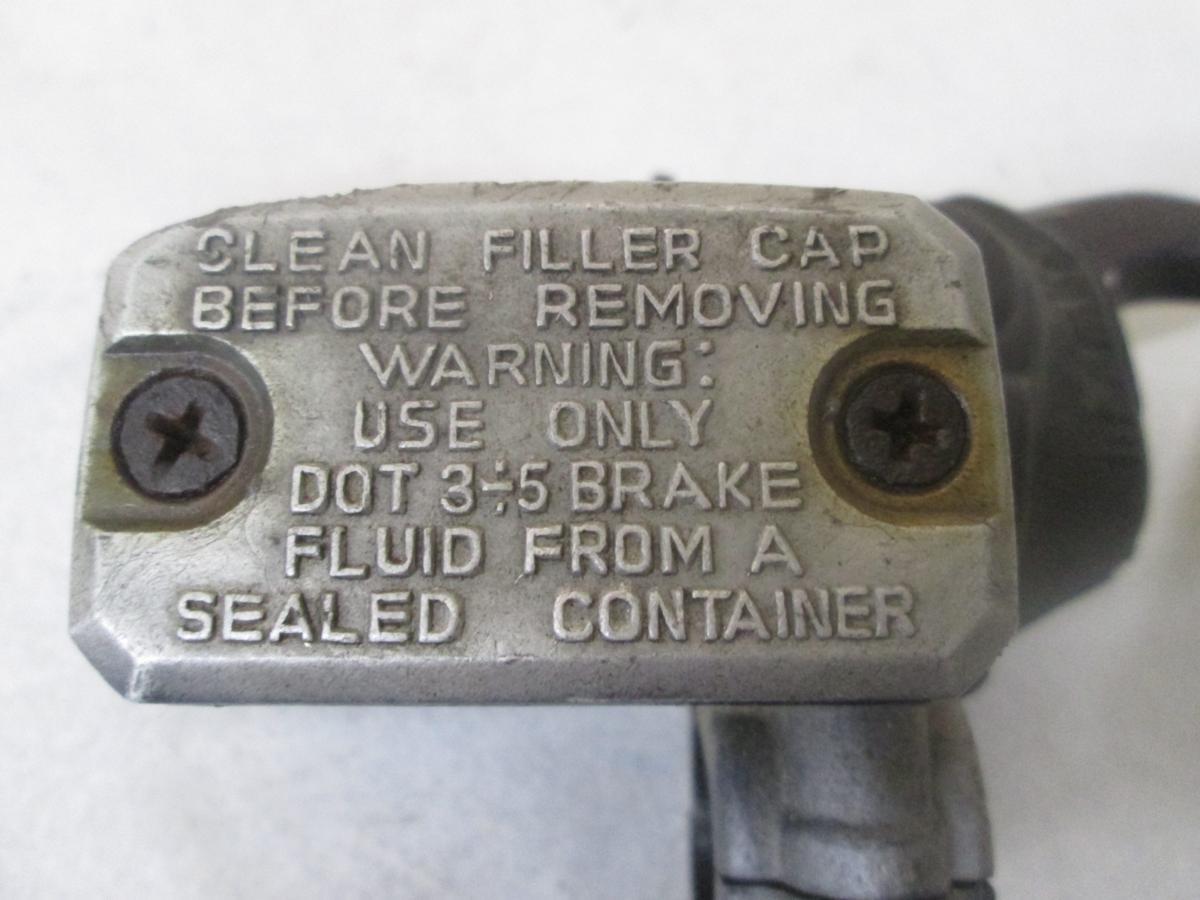 CLEAN FILLER CAP
BEFORE REMOVING
WARNING:
USE ONLY
DOT 3÷5 BRAKE
FLUID FROM A
SEALED CONTAINER